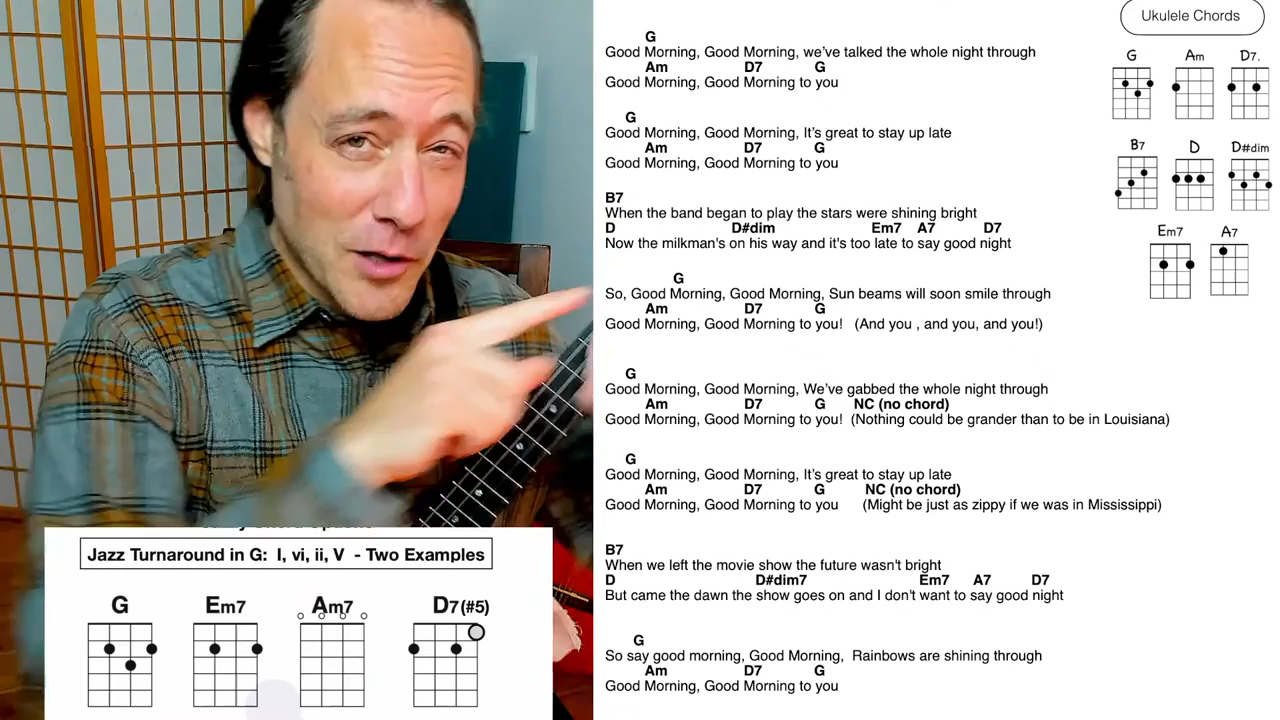 Ukulele Chords
G Am D7.
B7 D D#dim
Em7 A7
G
Good Morning, Good Morning, we've talked the whole night through
Am D7 G
Good Morning, Good Morning to you
G
Good Morning, Good Morning, It's great to stay up late
Am D7 G
Good Morning, Good Morning to you
B7
When the band began to play the stars were shining bright
D D#dim Em7 A7 D7
Now the milkman's on his way and it's too late to say good night
G
So, Good Morning, Good Morning, Sun beams will soon smile through
Am D7 G
Good Morning, Good Morning to you! (And you , and you, and you!)
G
Good Morning, Good Morning, We've gabbed the whole night through
Am D7 G NC (no chord)
Good Morning, Good Morning to you! (Nothing could be grander than to be in Louisiana)
G
Good Morning, Good Morning, It's great to stay up late
Am D7 G NC (no chord)
Good Morning, Good Morning to you (Might be just as zippy if we was in Mississippi)
B7
When we left the movie show the future wasn't bright
D D#dim7 Em7 A7 D7
But came the dawn the show goes on and I don't want to say good night
G
So say good morning, Good Morning, Rainbows are shining through
Am D7 G
Good Morning, Good Morning to you
Jazz Turnaround in G: I, vi, ii, V - Two Examples
G Em7 Am7 D7(#5)